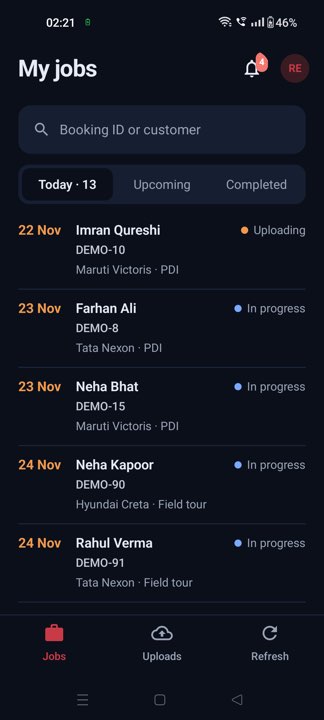 02:21 46%
My jobs 4 RE
Booking ID or customer
Today · 13 Upcoming Completed
22 Nov Imran Qureshi Uploading
DEMO-10
Maruti Victoris · PDI
23 Nov Farhan Ali In progress
DEMO-8
Tata Nexon · PDI
23 Nov Neha Bhat In progress
DEMO-15
Maruti Victoris · PDI
24 Nov Neha Kapoor In progress
DEMO-90
Hyundai Creta · Field tour
24 Nov Rahul Verma In progress
DEMO-91
Tata Nexon · Field tour
Jobs Uploads Refresh